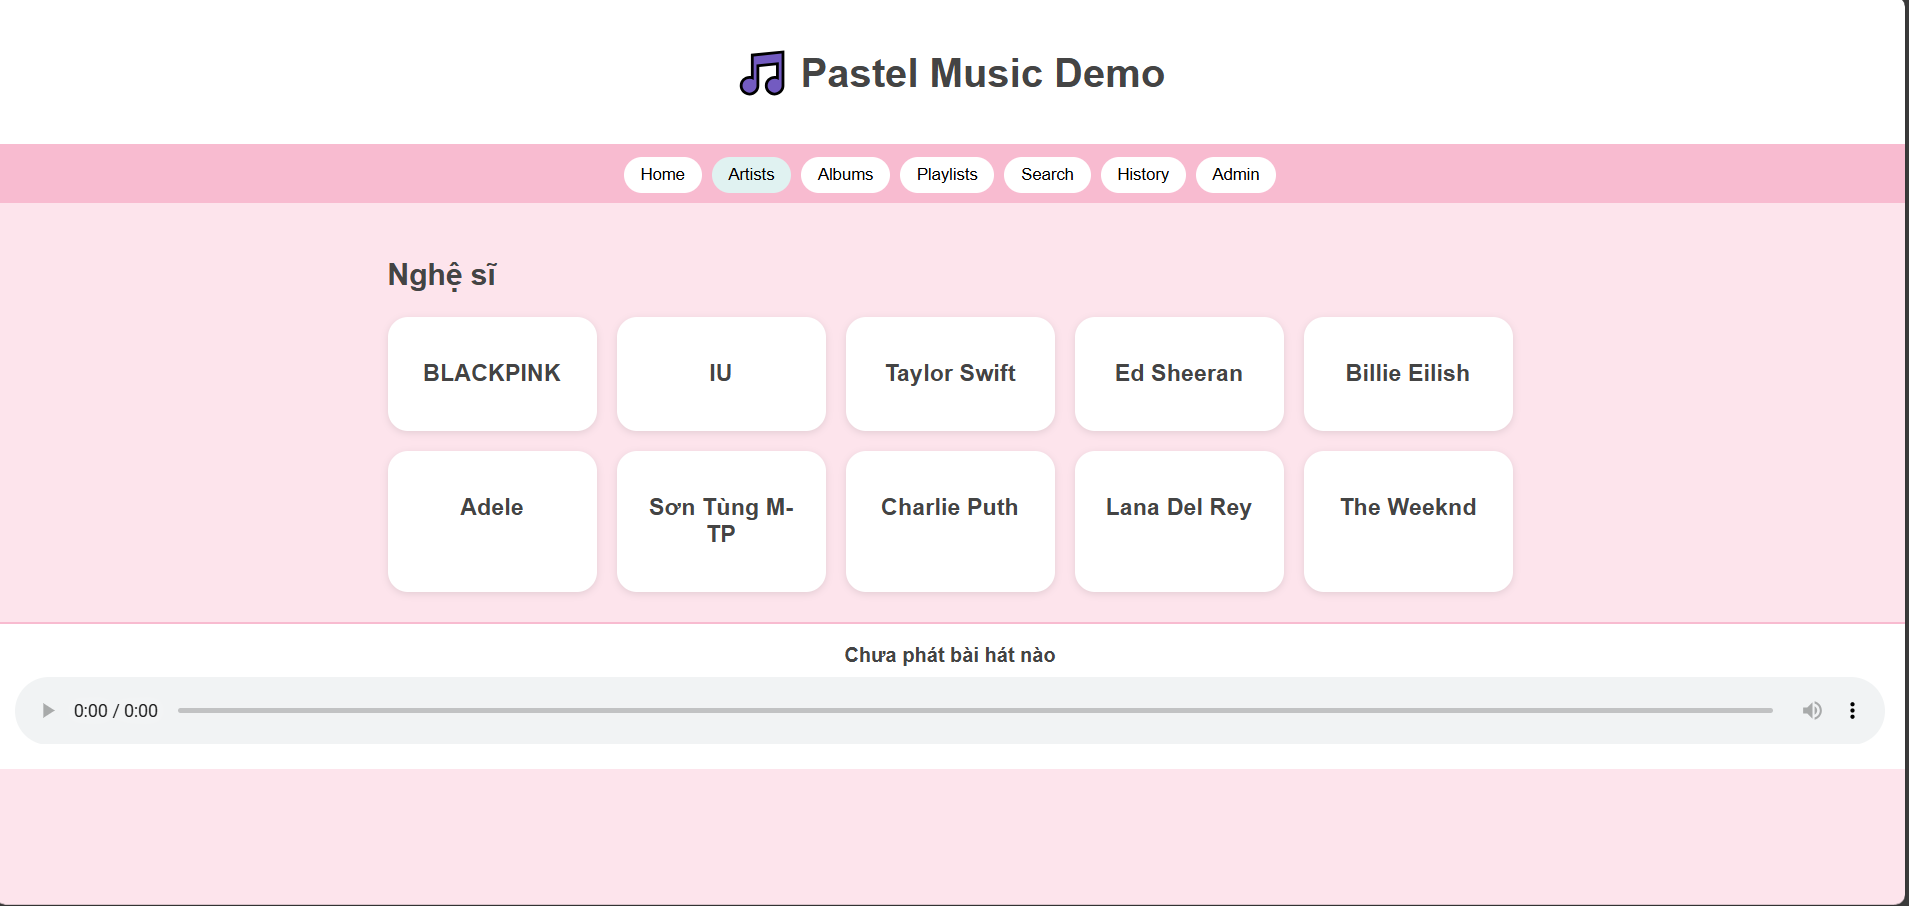 Pastel Music Demo
Home Artists Albums Playlists Search History Admin
Nghệ sĩ
BLACKPINK IU Taylor Swift Ed Sheeran Billie Eilish
Adele Sơn Tùng M- Charlie Puth Lana Del Rey The Weeknd
TP
Chưa phát bài hát nào
0:00 / 0:00